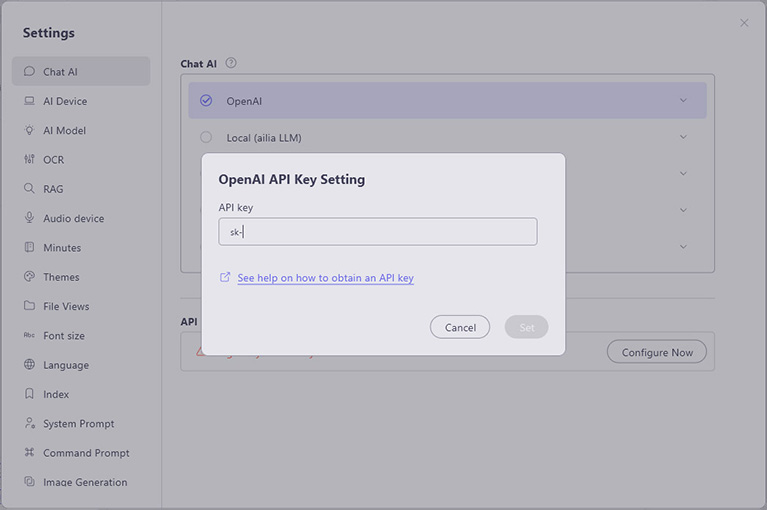 Settings
Chat AI
AI Device
AI Model
OCR
RAG
Audio device
Minutes
Themes
File Views
Abc Font size
Language
Index
System Prompt
Command Prompt
Image Generation
Chat AI ?
OpenAI
Local (ailia LLM)
OpenAI API Key Setting
API key
sk-
See help on how to obtain an API key
Cancel
Set
API
Configure Now